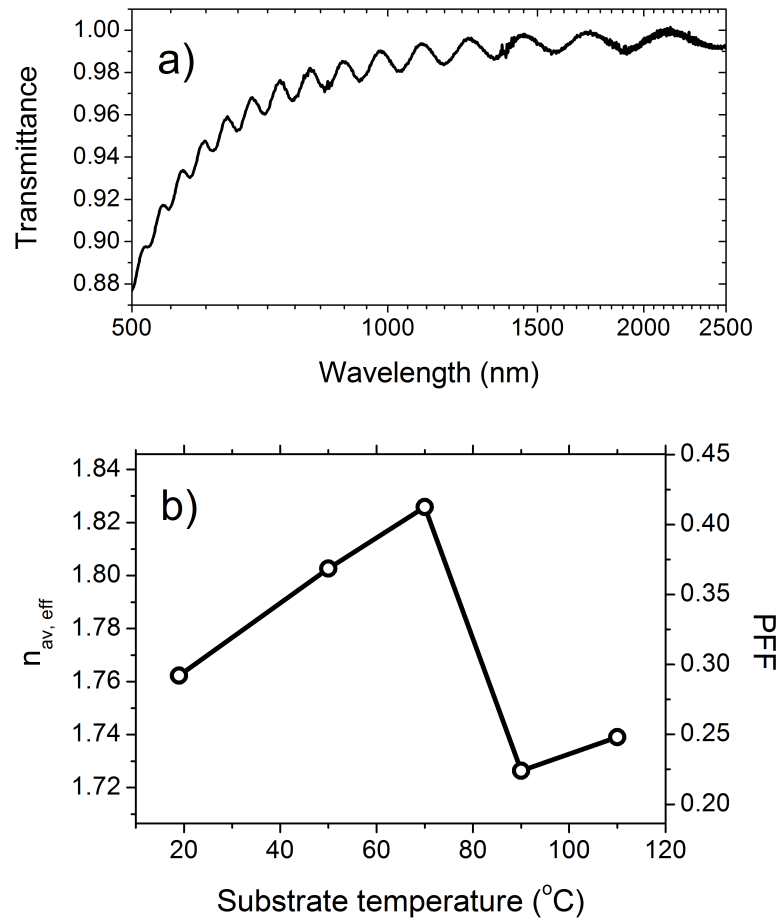 a)
1.00
0.98
0.96
0.94
0.92
0.90
0.88
Transmittance
500 1000 1500 2000 2500
Wavelength (nm)
b)
1.84
1.82
1.80
1.78
1.76
1.74
1.72
n av, eff
0.45
0.40
0.35
0.30
0.25
0.20
PFF
20 40 60 80 100 120
Substrate temperature (°C)